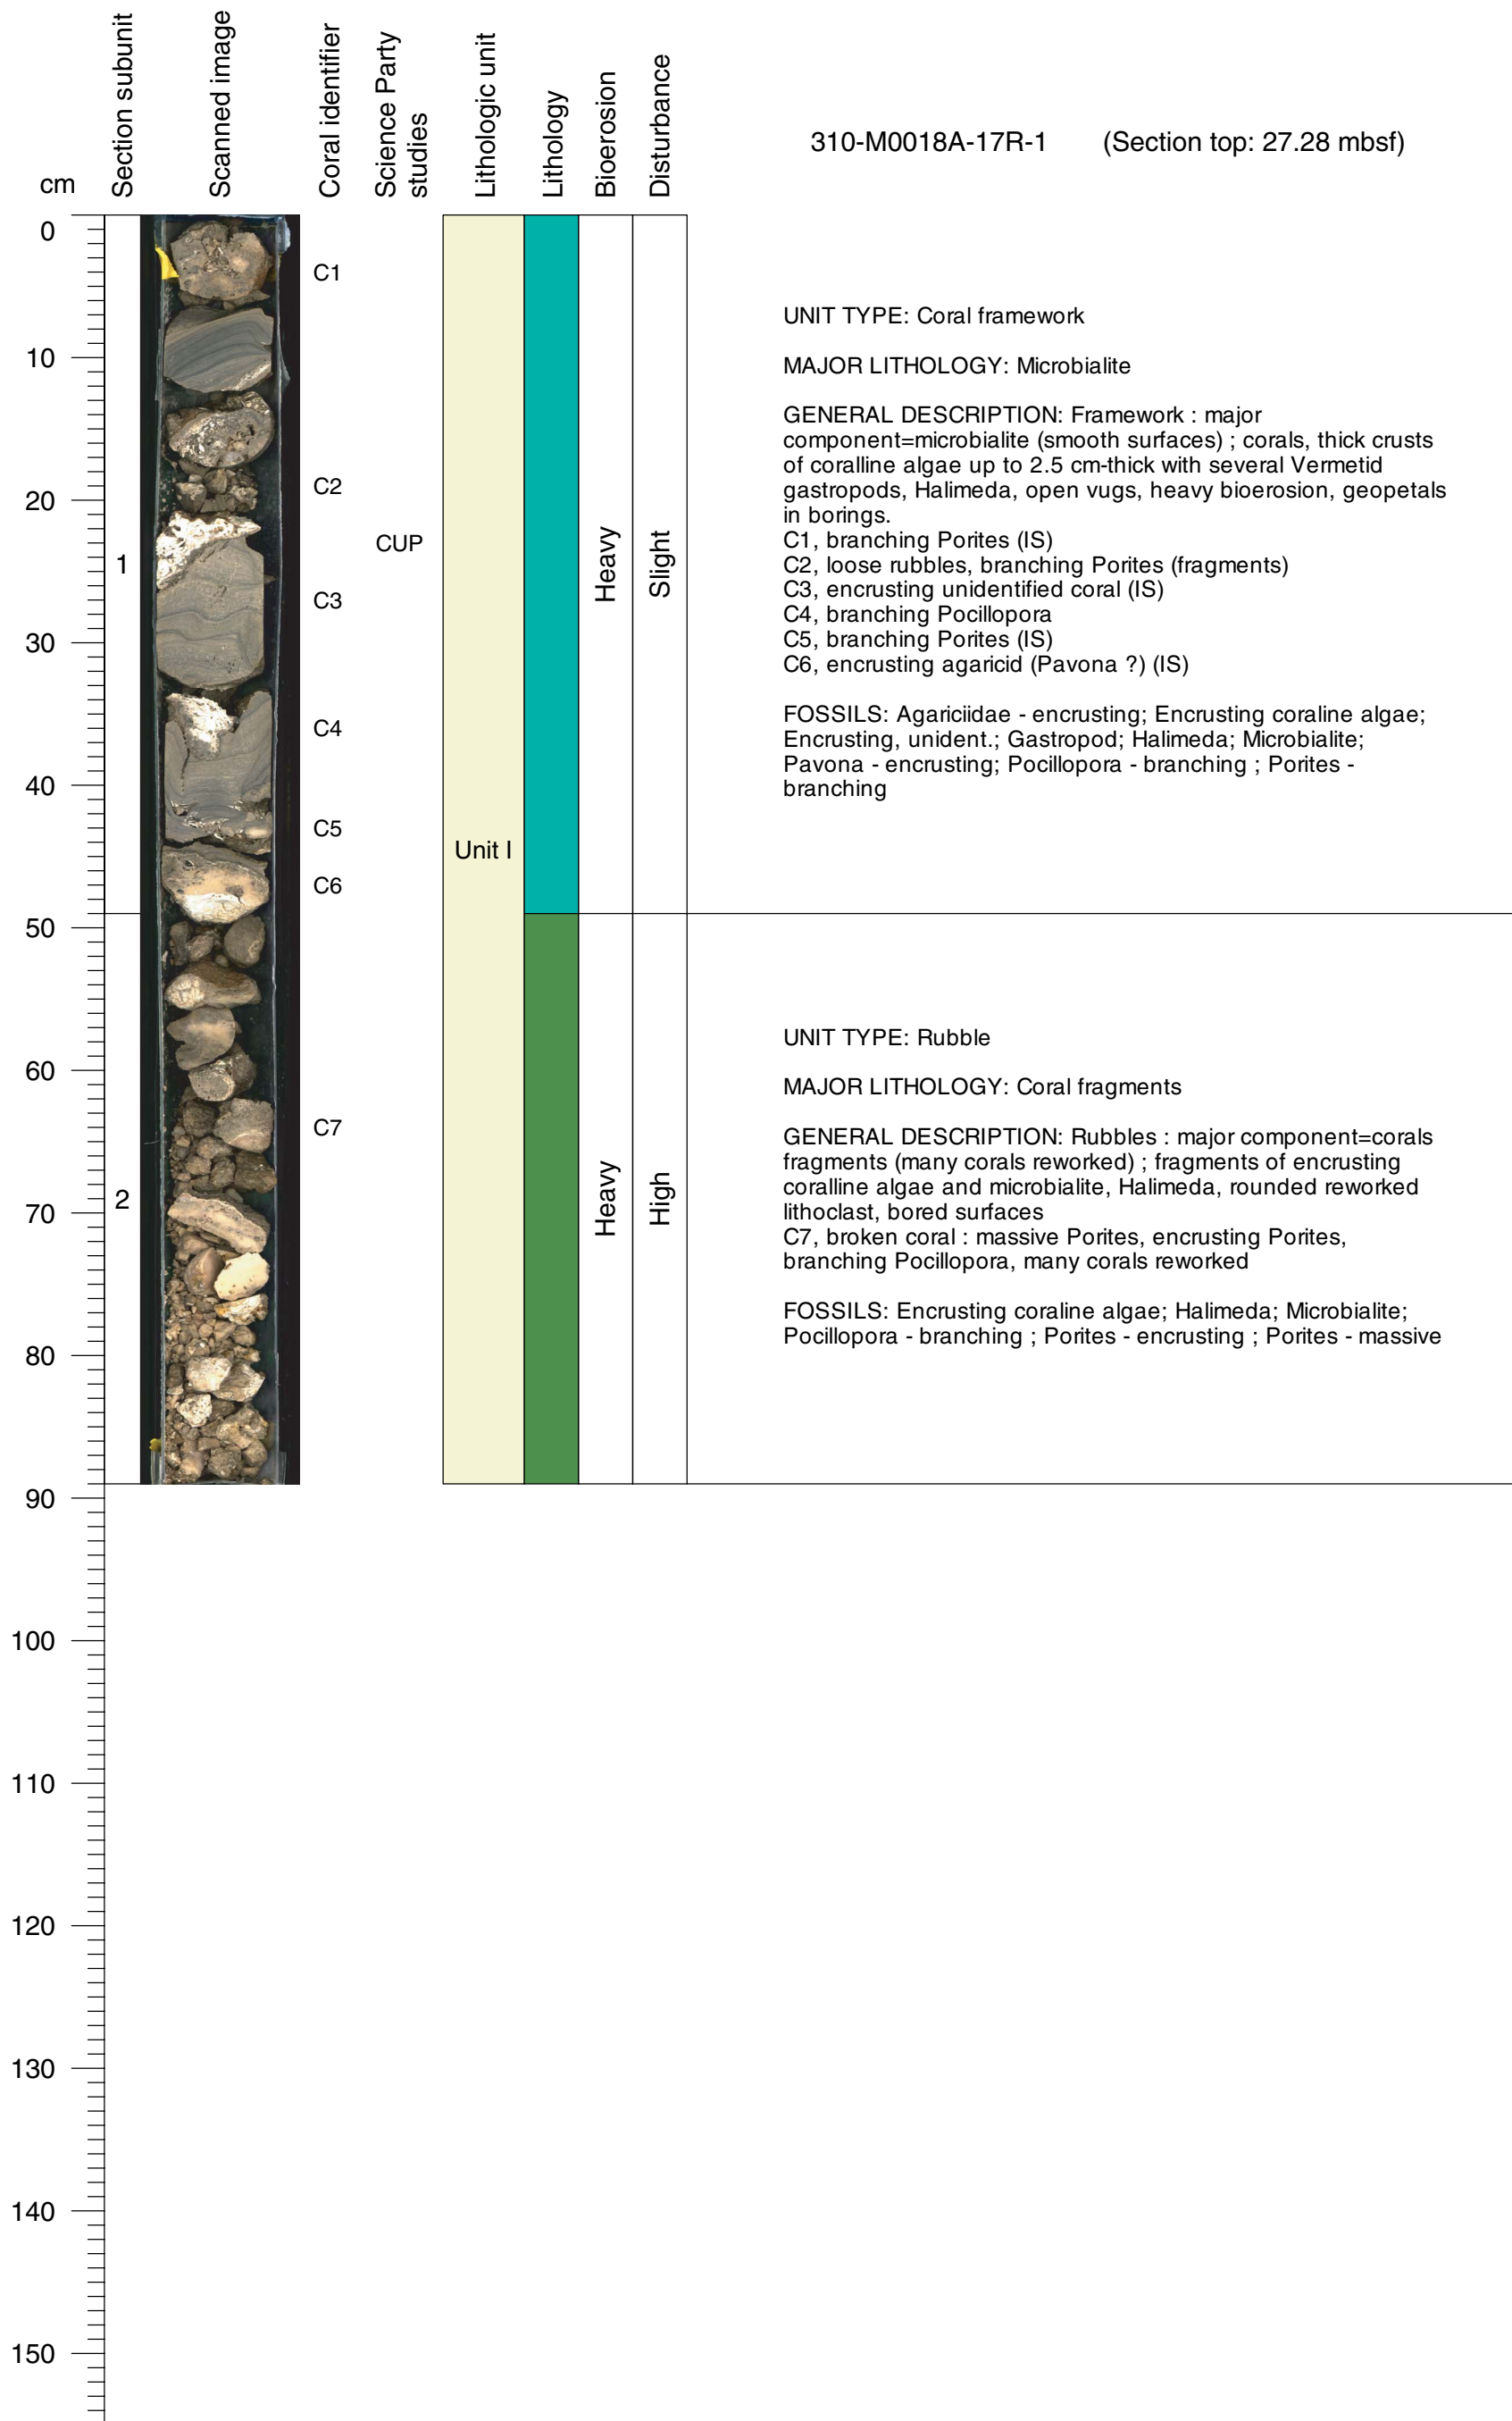 Section subunit
Scanned image
Coral identifier
Science Party
studies
Lithologic unit
Lithology
Bioerosion
Disturbance
310-M0018A-17R-1 (Section top: 27.28 mbsf)
cm
0
10
20
30
40
50
60
70
80
90
100
110
120
130
140
150
1
2
C1
C2
C3
C4
C5
C6
C7
CUP
Unit I
Heavy
Slight
Heavy
High
UNIT TYPE: Coral framework
MAJOR LITHOLOGY: Microbialite
GENERAL DESCRIPTION: Framework : major
component=microbialite (smooth surfaces) ; corals, thick crusts
of coralline algae up to 2.5 cm-thick with several Vermetid
gastropods, Halimeda, open vugs, heavy bioerosion, geopetals
in borings.
C1, branching Porites (IS)
C2, loose rubbles, branching Porites (fragments)
C3, encrusting unidentified coral (IS)
C4, branching Pocillopora
C5, branching Porites (IS)
C6, encrusting agaricid (Pavona ?) (IS)
FOSSILS: Agariciidae - encrusting; Encrusting coraline algae;
Encrusting, unident.; Gastropod; Halimeda; Microbialite;
Pavona - encrusting; Pocillopora - branching ; Porites -
branching
UNIT TYPE: Rubble
MAJOR LITHOLOGY: Coral fragments
GENERAL DESCRIPTION: Rubbles : major component=corals
fragments (many corals reworked) ; fragments of encrusting
coralline algae and microbialite, Halimeda, rounded reworked
lithoclast, bored surfaces
C7, broken coral : massive Porites, encrusting Porites,
branching Pocillopora, many corals reworked
FOSSILS: Encrusting coraline algae; Halimeda; Microbialite;
Pocillopora - branching ; Porites - encrusting ; Porites - massive